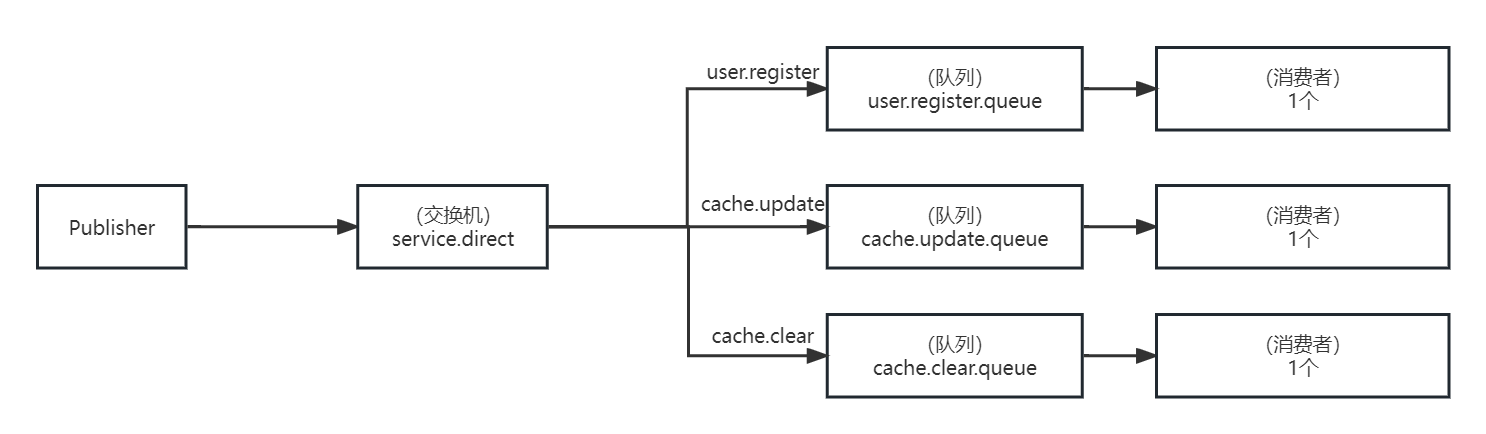 user.register
(队列)
user.register.queue
(消费者)
1个
Publisher
(交换机)
service.direct
cache.update
(队列)
cache.update.queue
(消费者)
1个
cache.clear
(队列)
cache.clear.queue
(消费者)
1个